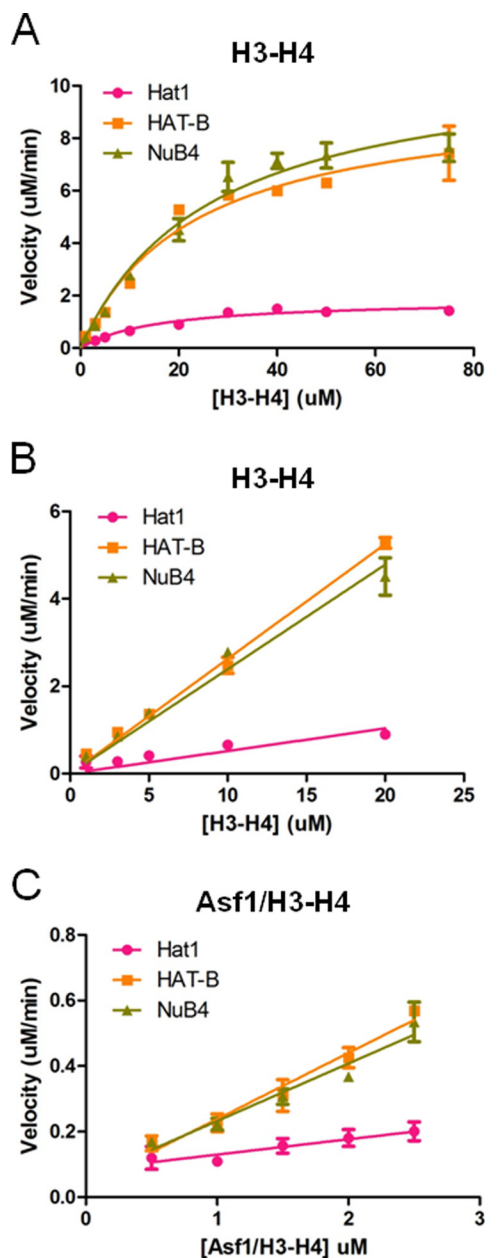 A
H3-H4
Hat1
HAT-B
NuB4
Velocity (uM/min)
10
8
6
4
2
0
0 20 40 60 80
[H3-H4] (uM)
B
H3-H4
Hat1
HAT-B
NuB4
Velocity (uM/min)
6
4
2
0
0 5 10 15 20 25
[H3-H4] (uM)
C
Asf1/H3-H4
Hat1
HAT-B
NuB4
Velocity (uM/min)
0.8
0.6
0.4
0.2
0.0
0 1 2 3
[Asf1/H3-H4] uM